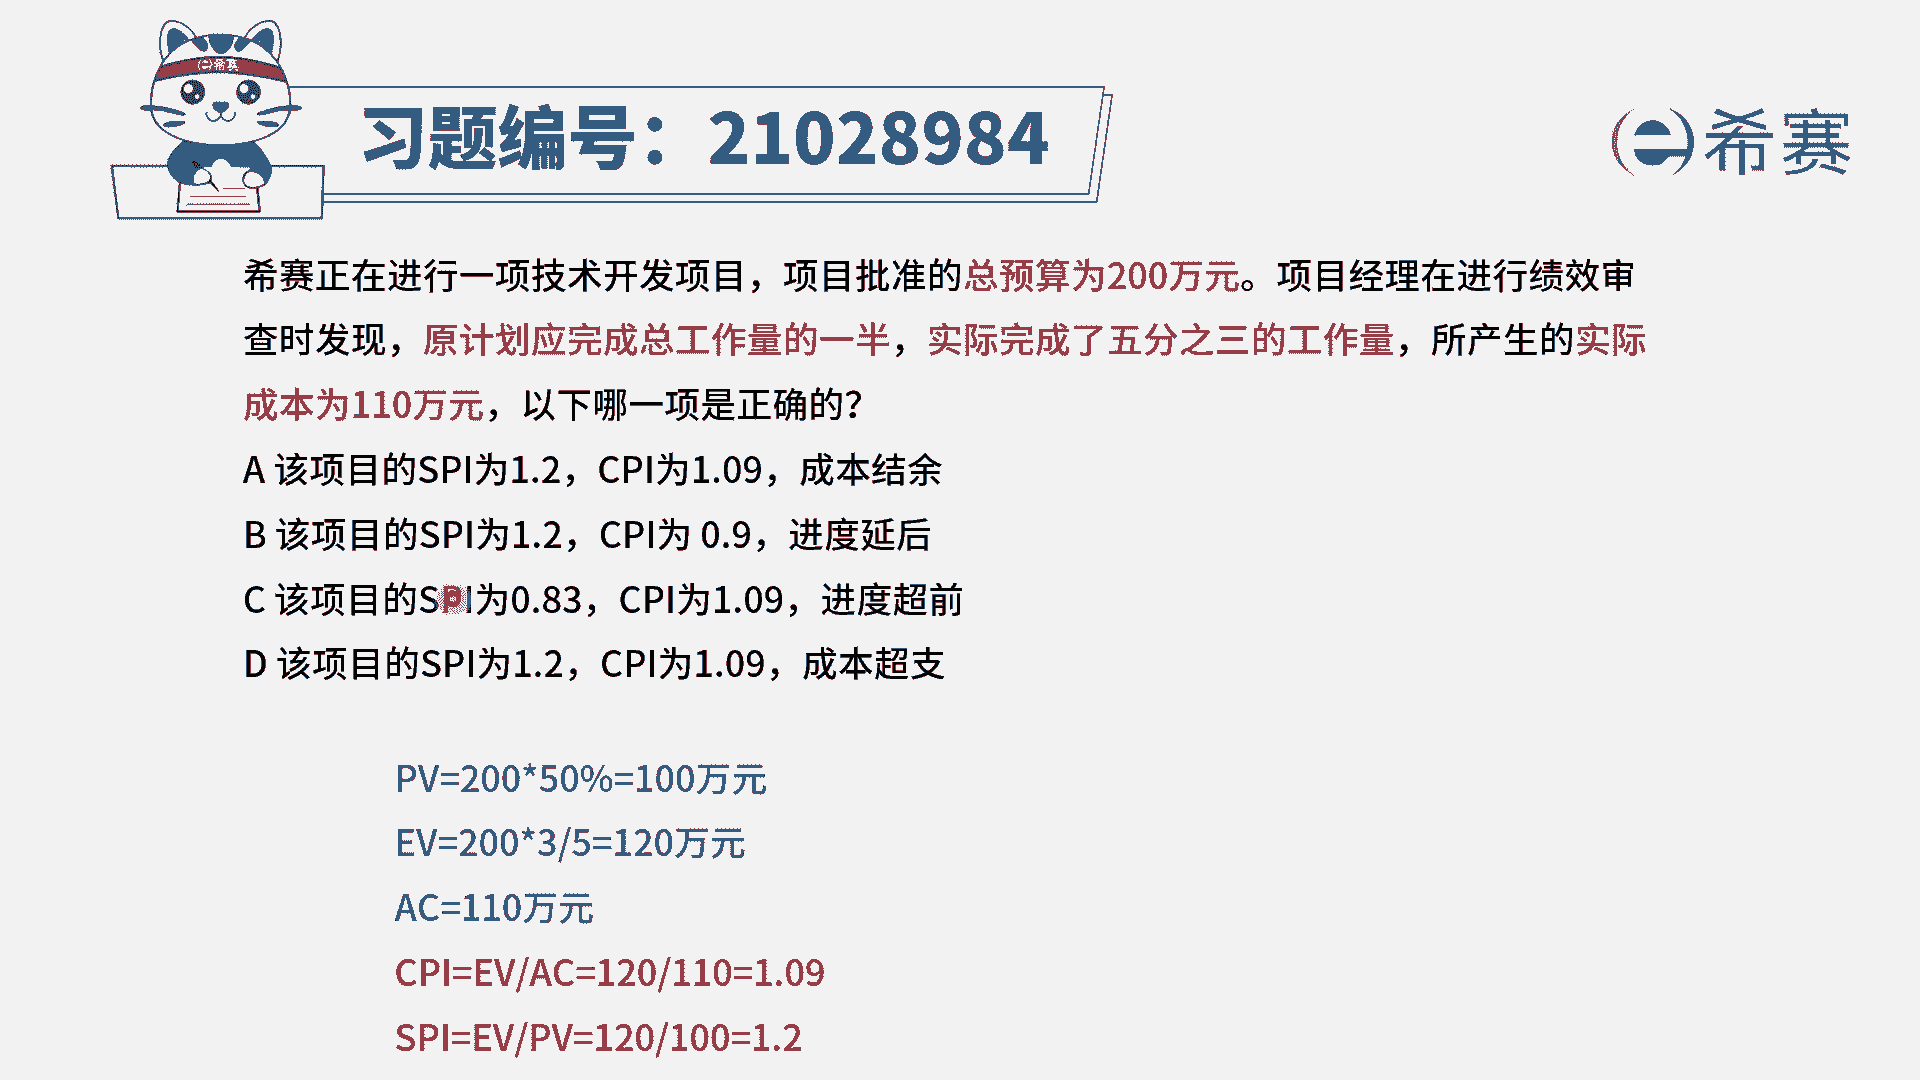 希赛
习题编号：21028984
希赛
希赛正在进行一项技术开发项目，项目批准的总预算为200万元。项目经理在进行绩效审
查时发现，原计划应完成总工作量的一半，实际完成了五分之三的工作量，所产生的实际
成本为110万元，以下哪一项是正确的？
A 该项目的SPI为1.2，CPI为1.09，成本结余
B 该项目的SPI为1.2，CPI为 0.9，进度延后
C 该项目的SPI为0.83，CPI为1.09，进度超前
D 该项目的SPI为1.2，CPI为1.09，成本超支
PV=200*50%=100万元
EV=200*3/5=120万元
AC=110万元
CPI=EV/AC=120/110=1.09
SPI=EV/PV=120/100=1.2